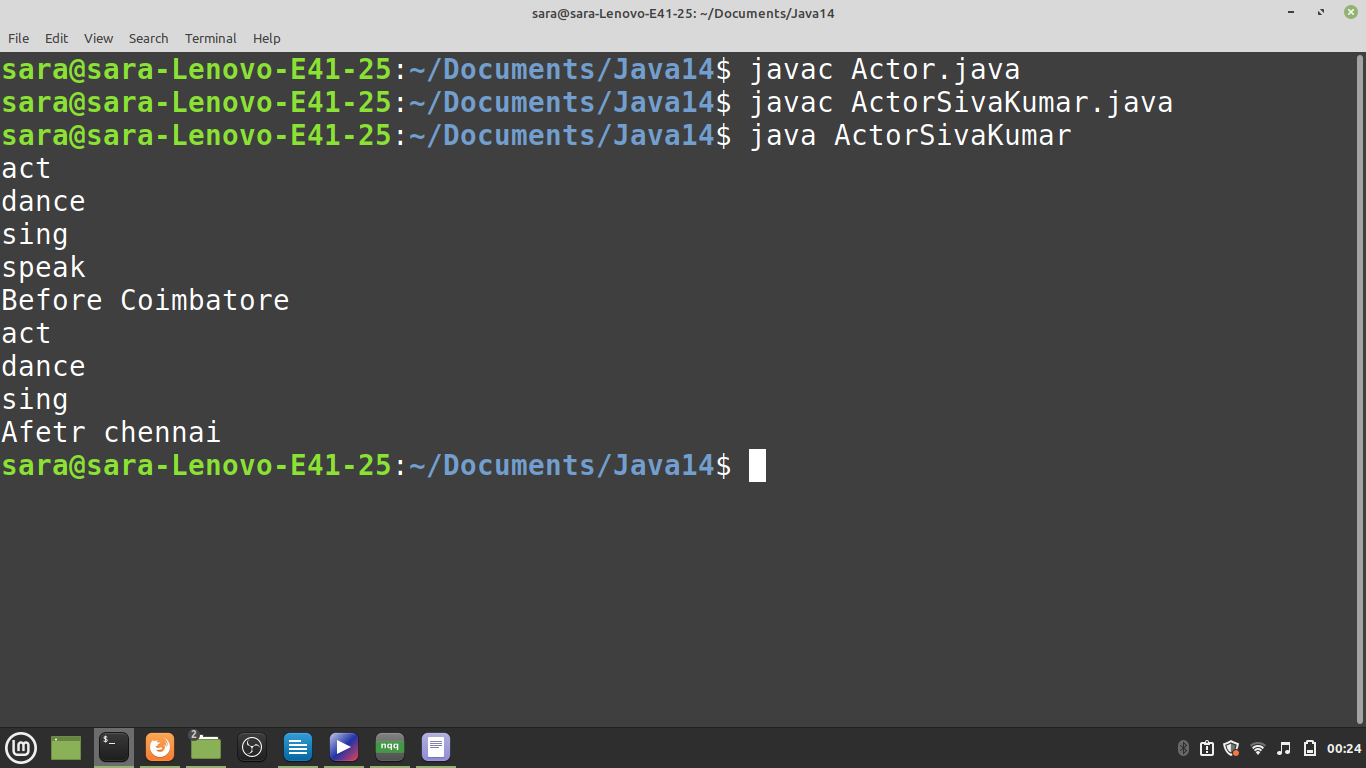 sara@sara-Lenovo-E41-25: ~/Documents/Java14
File Edit View Search Terminal Help
sara@sara-Lenovo-E41-25:~/Documents/Java14$ javac Actor.java
sara@sara-Lenovo-E41-25:~/Documents/Java14$ javac ActorSivaKumar.java
sara@sara-Lenovo-E41-25:~/Documents/Java14$ java ActorSivaKumar
act
dance
sing
speak
Before Coimbatore
act
dance
sing
Afetr chennai
sara@sara-Lenovo-E41-25:~/Documents/Java14$
$_
2
nqq
00:24